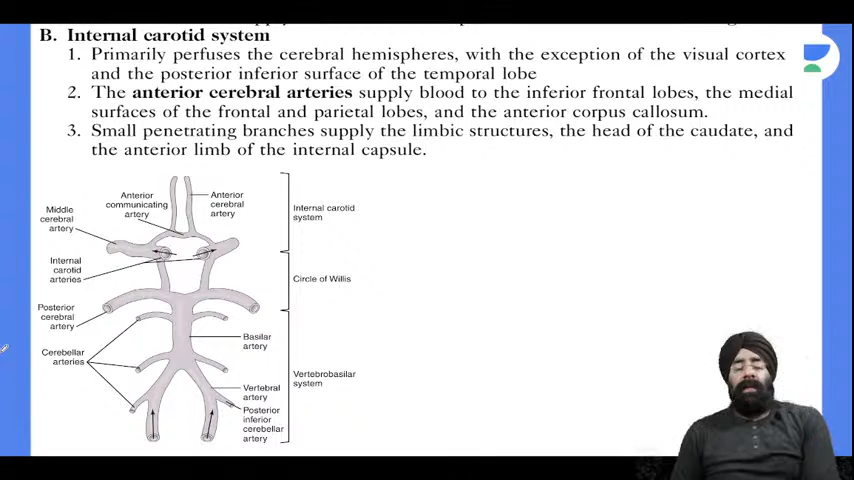 B. Internal carotid system
1. Primarily perfuses the cerebral hemispheres, with the exception of the visual cortex
and the posterior inferior surface of the temporal lobe
2. The anterior cerebral arteries supply blood to the inferior frontal lobes, the medial
surfaces of the frontal and parietal lobes, and the anterior corpus callosum.
3. Small penetrating branches supply the limbic structures, the head of the caudate, and
the anterior limb of the internal capsule.
Anterior
communicating
artery
Anterior
cerebral
artery
Middle
cerebral
artery
Internal carotid
system
Internal
carotid
arteries
Circle of Willis
Posterior
cerebral
artery
Basilar
artery
Cerebellar
arteries
Vertebrobasilar
system
Vertebral
artery
Posterior
inferior
cerebellar
artery